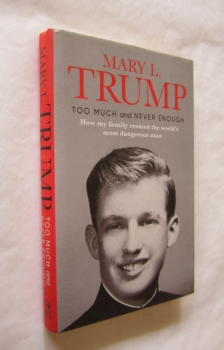 MARY L.
TRUMP
TOO MUCH and NEVER ENOUGH
How my family created the world's
most dangerous man
MARY L.
TRUMP
TOO MUCH and